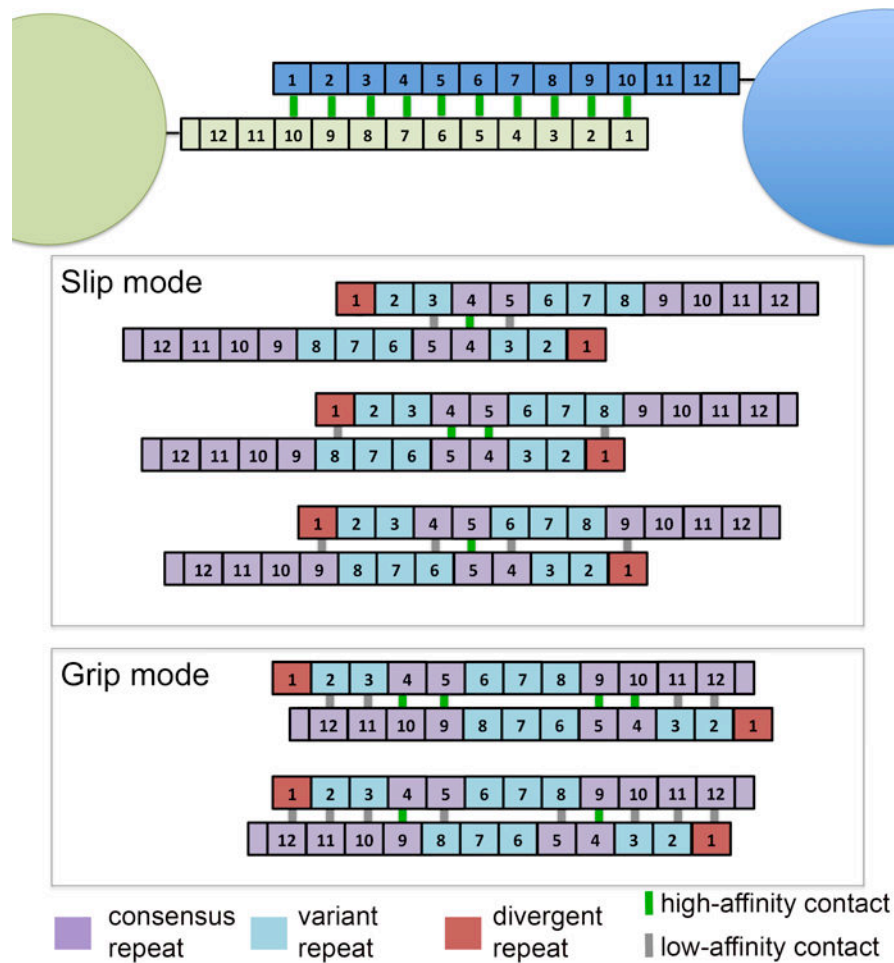 1 2 3 4 5 6 7 8 9 10 11 12
12 11 10 9 8 7 6 5 4 3 2 1
Slip mode
1 2 3 4 5 6 7 8 9 10 11 12
12 11 10 9 8 7 6 5 4 3 2 1
1 2 3 4 5 6 7 8 9 10 11 12
12 11 10 9 8 7 6 5 4 3 2 1
1 2 3 4 5 6 7 8 9 10 11 12
12 11 10 9 8 7 6 5 4 3 2 1
Grip mode
1 2 3 4 5 6 7 8 9 10 11 12
12 11 10 9 8 7 6 5 4 3 2 1
1 2 3 4 5 6 7 8 9 10 11 12
12 11 10 9 8 7 6 5 4 3 2 1
consensus
repeat
variant
repeat
divergent
repeat
high-affinity contact
low-affinity contact